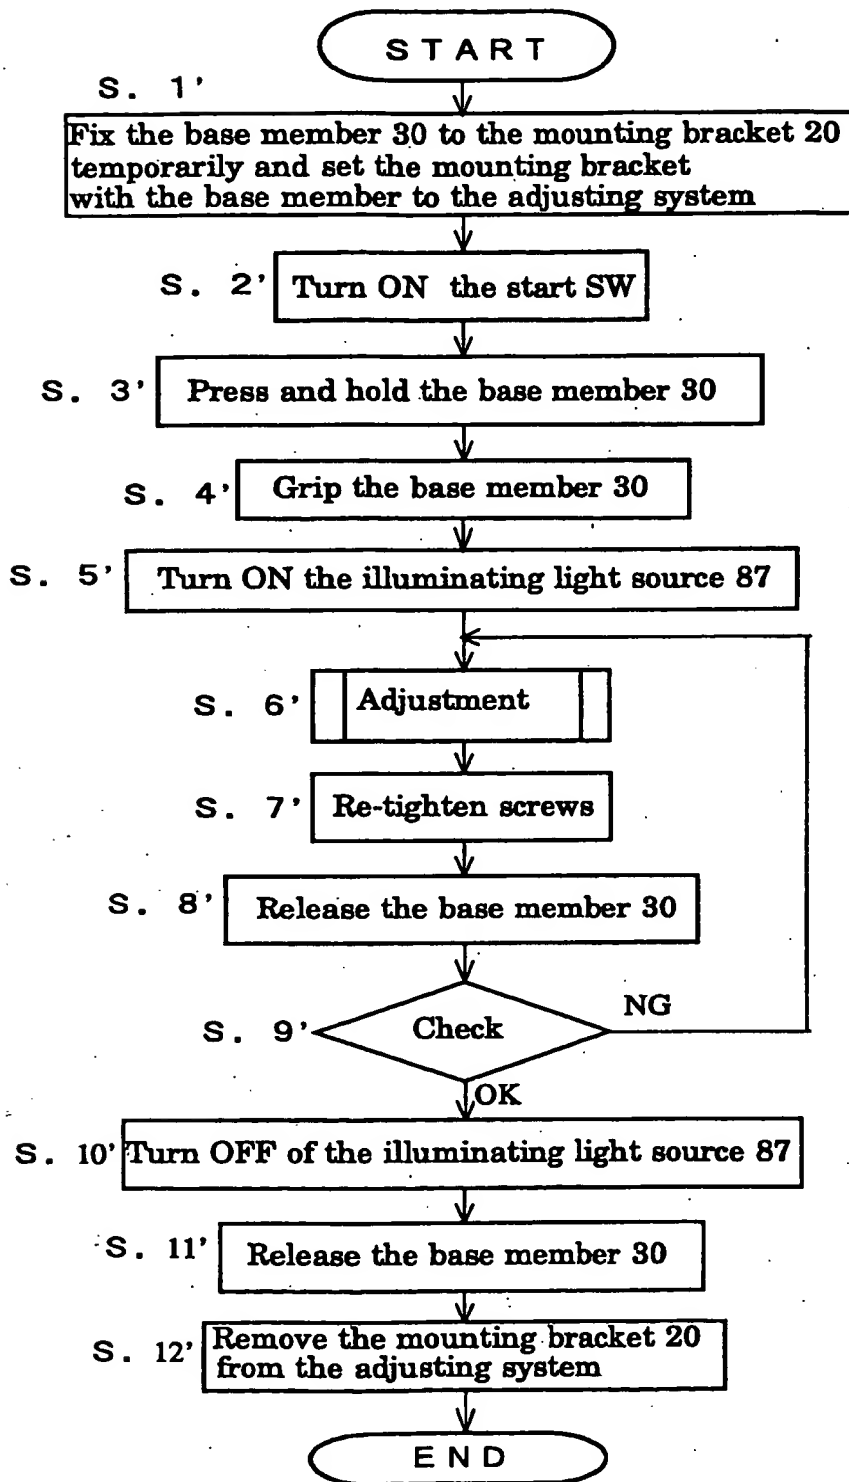 START
S. 1'
Fix the base member 30 to the mounting bracket 20
temporarily and set the mounting bracket
with the base member to the adjusting system
S. 2' Turn ON the start SW
S. 3' Press and hold the base member 30
S. 4' Grip the base member 30
S. 5' Turn ON the illuminating light source 87
S. 6' Adjustment
S. 7' Re-tighten screws
S. 8' Release the base member 30
S. 9' Check NG
OK
S. 10' Turn OFF of the illuminating light source 87
S. 11' Release the base member 30
S. 12' Remove the mounting bracket 20
from the adjusting system
END